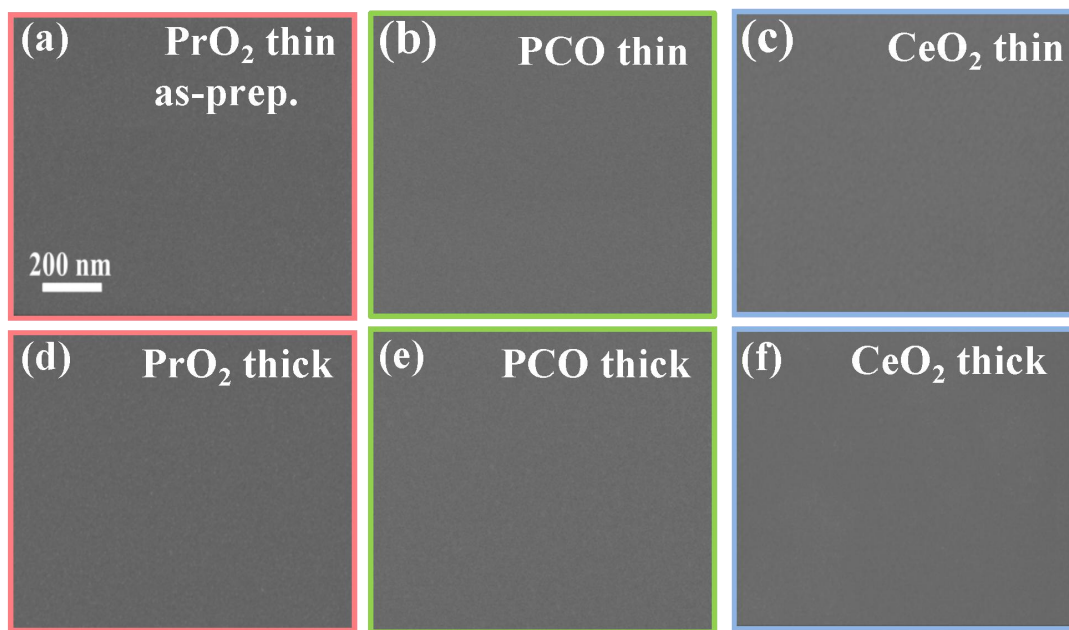 (a) PrO₂ thin
as-prep.
200 nm
(b) PCO thin
(c) CeO₂ thin
(d) PrO₂ thick
(e) PCO thick
(f) CeO₂ thick